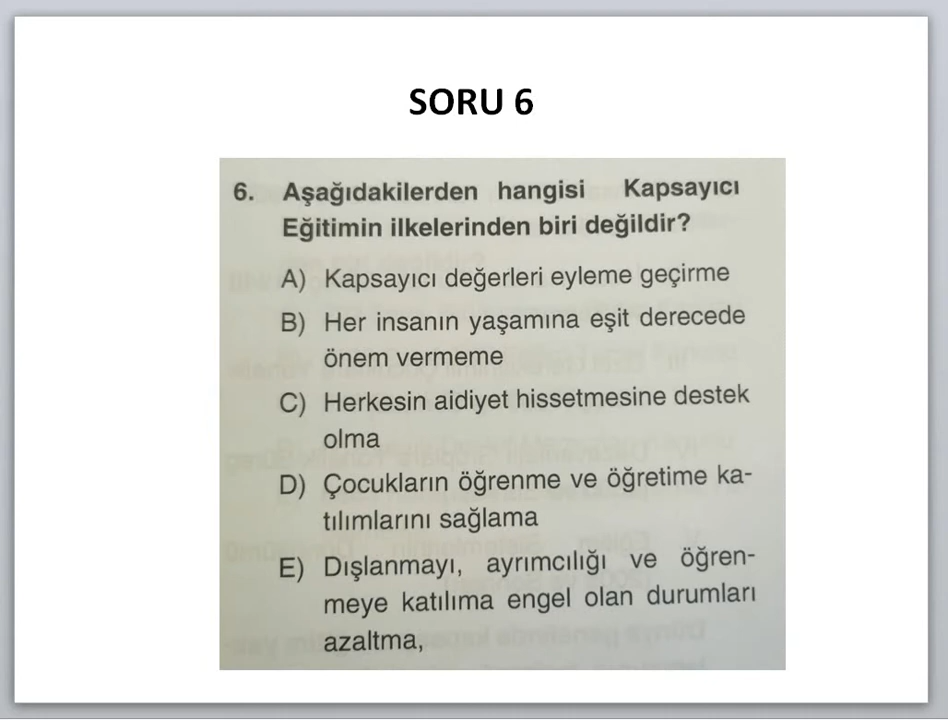 SORU 6
6. Aşağıdakilerden hangisi Kapsayıcı
Eğitimin ilkelerinden biri değildir?
A) Kapsayıcı değerleri eyleme geçirme
B) Her insanın yaşamına eşit derecede
önem vermeme
C) Herkesin aidiyet hissetmesine destek
olma
D) Çocukların öğrenme ve öğretime ka-
tılımlarını sağlama
E) Dışlanmayı, ayrımcılığı ve öğren-
meye katılıma engel olan durumları
azaltma,